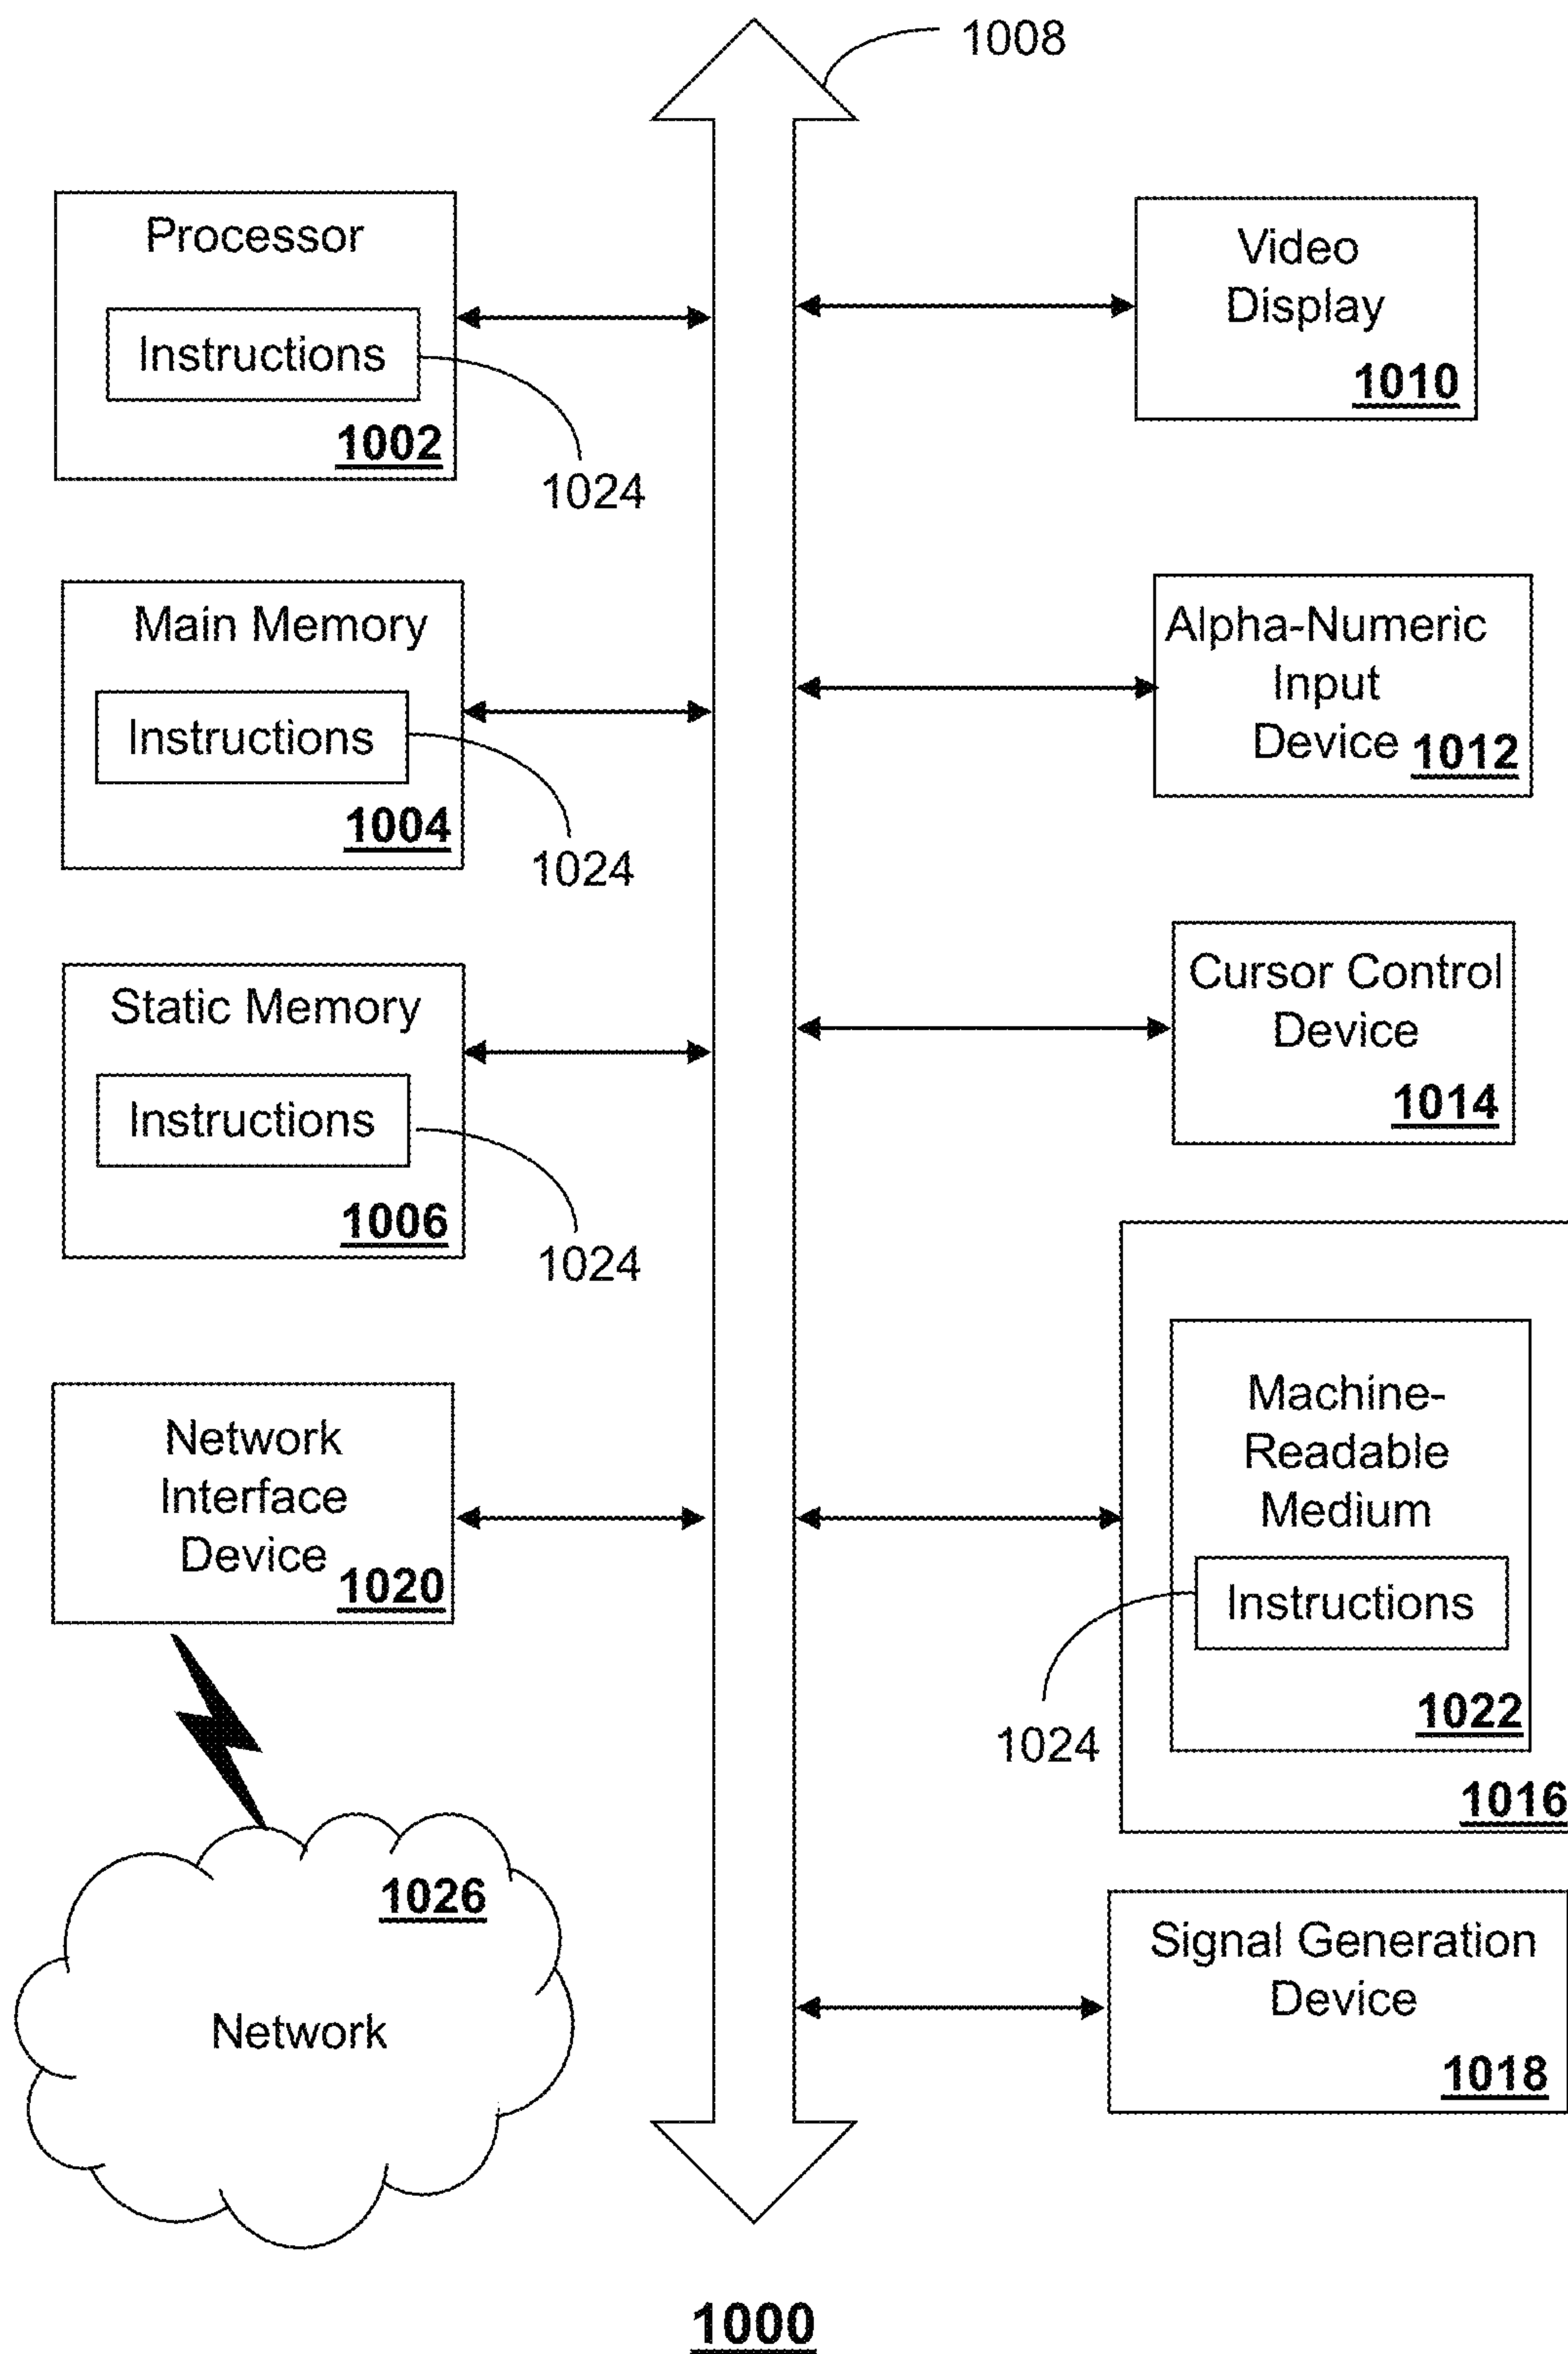 1008
Processor
Instructions
1002
1024
Video
Display
1010
Main Memory
Instructions
1004
1024
Alpha-Numeric
Input
Device 1012
Static Memory
Instructions
1006
1024
Cursor Control
Device
1014
Network
Interface
Device
1020
Machine-
Readable
Medium
Instructions
1022
1024
1016
1026
Network
Signal Generation
Device
1018
1000